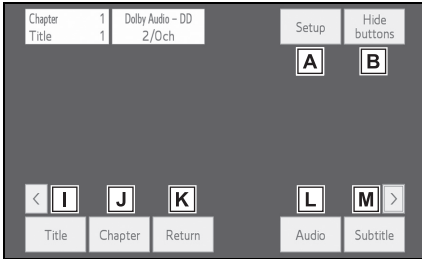 Chapter 1
Title 1
Dolby Audio – DD
2/0ch
Setup
Hide
buttons
A
B
<
I
J
K
L
M
>
Title
Chapter
Return
Audio
Subtitle